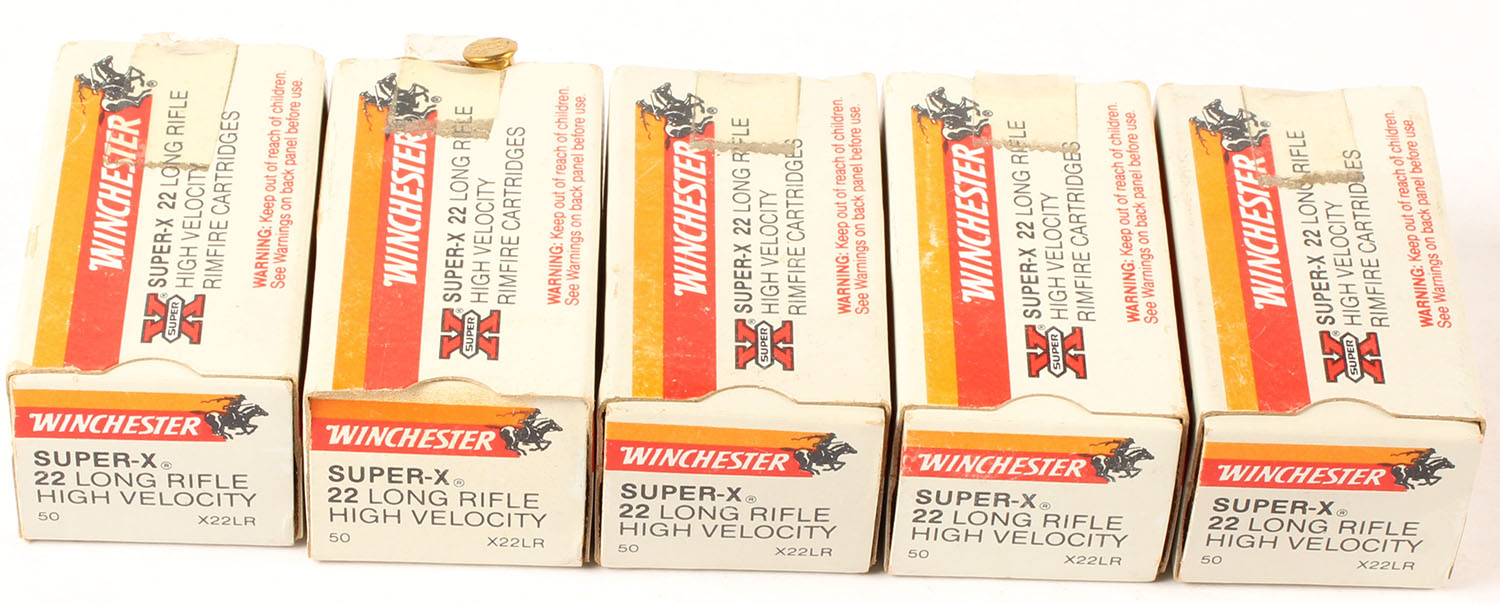 WINCHESTER®
SUPER-X 22 LONG RIFLE
HIGH VELOCITY
RIMFIRE CARTRIDGES
X SUPER
WARNING: Keep out of reach of children.
See Warnings on back panel before use.
WINCHESTER
SUPER-X®
22 LONG RIFLE
HIGH VELOCITY
50 X22LR
WINCHESTER®
SUPER-X 22 LONG RIFLE
HIGH VELOCITY
RIMFIRE CARTRIDGES
X® SUPER
WARNING: Keep out of reach of children.
See Warnings on back panel before use.
WINCHESTER
SUPER-X®
22 LONG RIFLE
HIGH VELOCITY
50 X22LR
WINCHESTER®
SUPER-X 22 LONG RIFLE
HIGH VELOCITY
RIMFIRE CARTRIDGES
X® SUPER
WARNING: Keep out of reach of children.
See Warnings on back panel before use.
WINCHESTER
SUPER-X®
22 LONG RIFLE
HIGH VELOCITY
50 X22LR
WINCHESTER®
SUPER-X 22 LONG RIFLE
HIGH VELOCITY
RIMFIRE CARTRIDGES
X® SUPER
WARNING: Keep out of reach of children.
See Warnings on back panel before use.
WINCHESTER
SUPER-X®
22 LONG RIFLE
HIGH VELOCITY
50 X22LR
WINCHESTER®
SUPER-X 22 LONG RIFLE
HIGH VELOCITY
RIMFIRE CARTRIDGES
X® SUPER
WARNING: Keep out of reach of children.
See Warnings on back panel before use.
WINCHESTER
SUPER-X®
22 LONG RIFLE
HIGH VELOCITY
50 X22LR